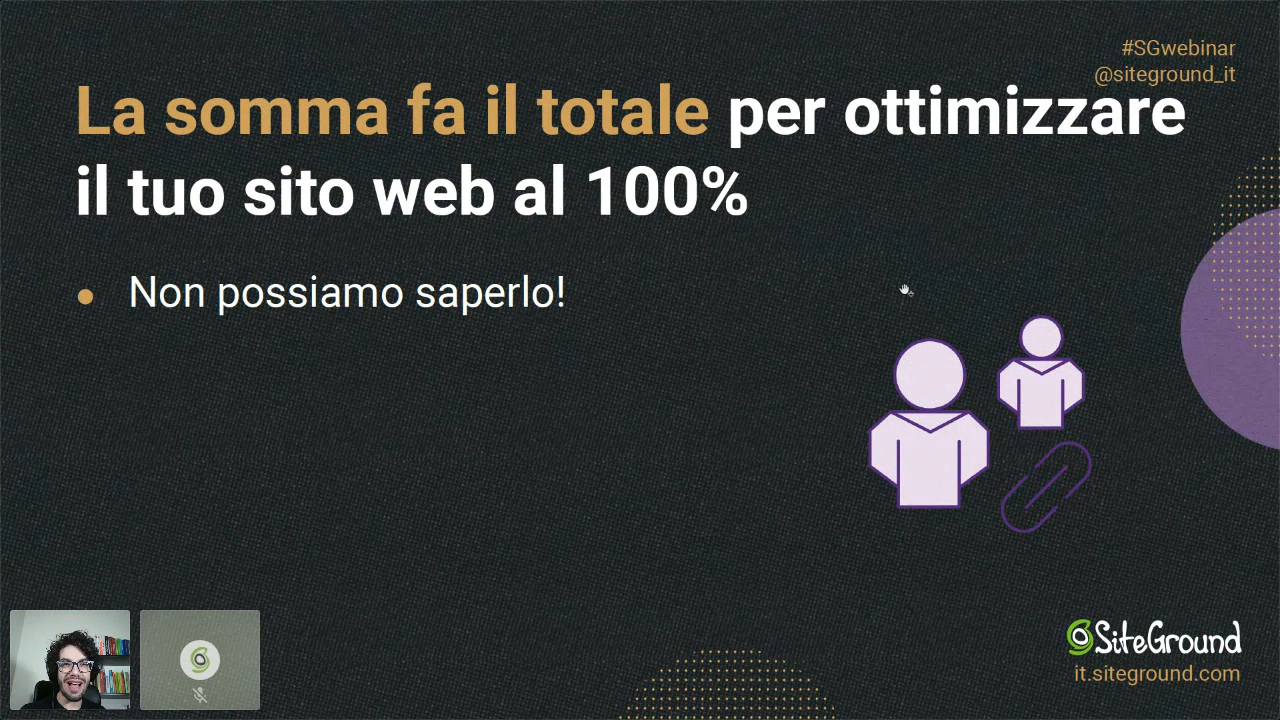 #SGwebinar
@siteground_it
La somma fa il totale per ottimizzare
il tuo sito web al 100%
● Non possiamo saperlo!
SiteGround
it.siteground.com